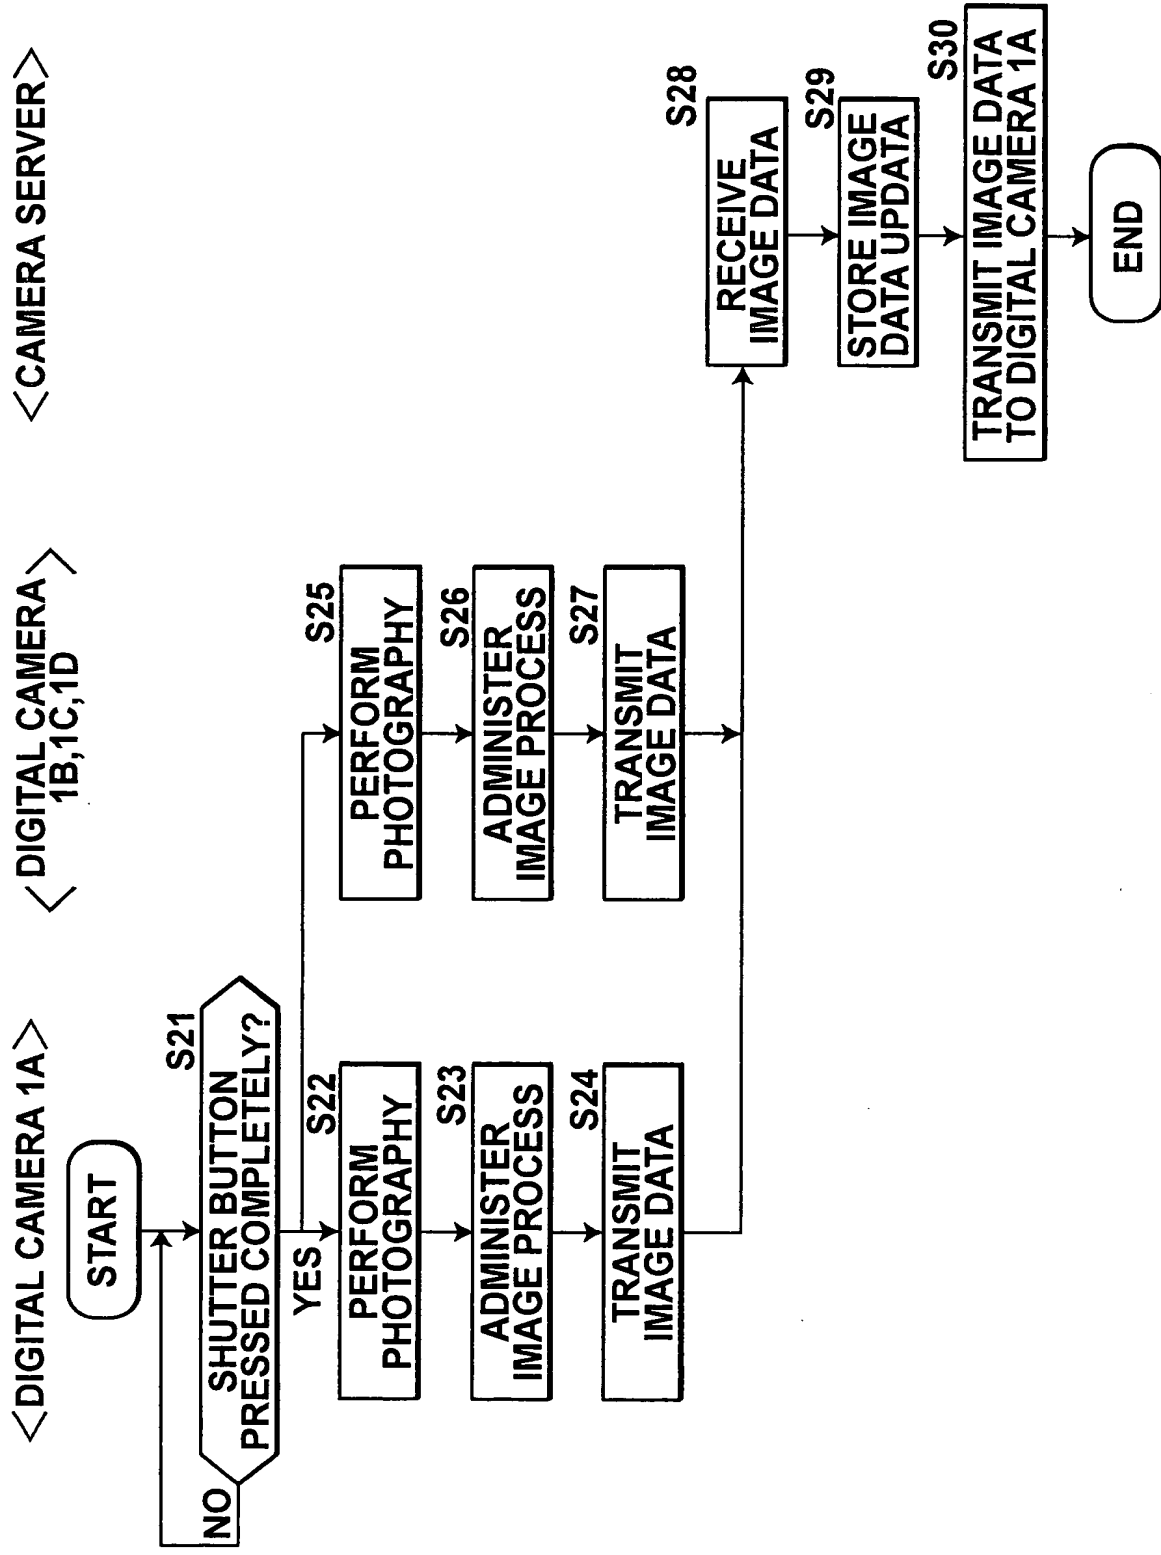 <DIGITAL CAMERA 1A>
START
S21
SHUTTER BUTTON
PRESSED COMPLETELY?
NO
YES
S22
PERFORM
PHOTOGRAPHY
S23
ADMINISTER
IMAGE PROCESS
S24
TRANSMIT
IMAGE DATA
<DIGITAL CAMERA
1B,1C,1D>
S25
PERFORM
PHOTOGRAPHY
S26
ADMINISTER
IMAGE PROCESS
S27
TRANSMIT
IMAGE DATA
<CAMERA SERVER>
S28
RECEIVE
IMAGE DATA
S29
STORE IMAGE
DATA UPDATA
S30
TRANSMIT IMAGE DATA
TO DIGITAL CAMERA 1A
END